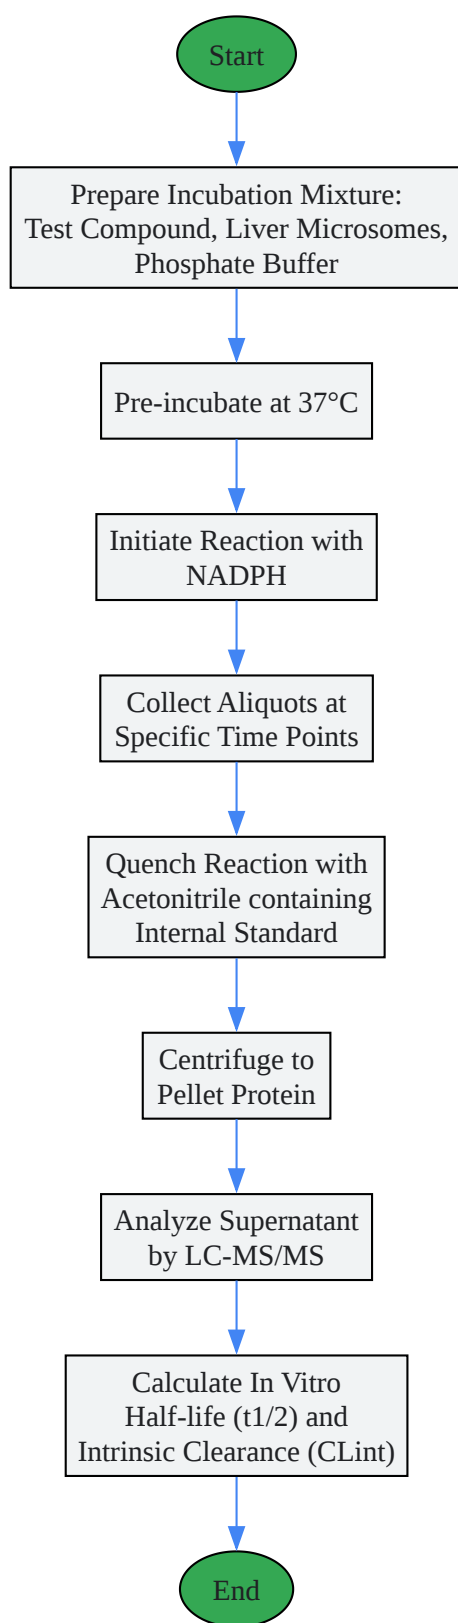 Start
Prepare Incubation Mixture:
Test Compound, Liver Microsomes,
Phosphate Buffer
Pre-incubate at 37°C
Initiate Reaction with
NADPH
Collect Aliquots at
Specific Time Points
Quench Reaction with
Acetonitrile containing
Internal Standard
Centrifuge to
Pellet Protein
Analyze Supernatant
by LC-MS/MS
Calculate In Vitro
Half-life (t1/2) and
Intrinsic Clearance (CLint)
End